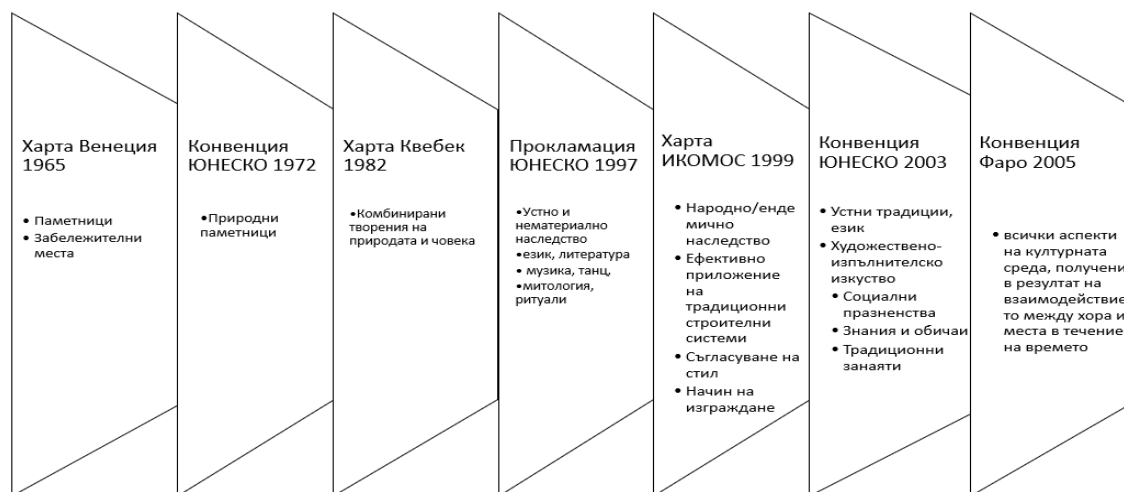 Харта Венеция
1965
• Паметници
• Забележителни
места
Конвенция
ЮНЕСКО 1972
•Природни
паметници
Харта Квебек
1982
•Комбинирани
творения на
природата и човека
Прокламация
ЮНЕСКО 1997
•Устно и
нематериално
наследство
•език, литература
• музика, танц,
•митология,
ритуали
Харта
ИКОМОС 1999
• Народно/енде
мично
наследство
• Ефективно
приложение
на
традиционни
строителни
системи
• Съгласуване на
стил
• Начин на
изграждане
Конвенция
ЮНЕСКО 2003
• Устни традиции,
език
• Художествено-
изпълнителско
изкуство
• Социални
празненства
• Знания и обичаи
• Традиционни
занаяти
Конвенция
Фаро 2005
• всички аспекти
на културната
среда, получени
в резултат на
взаимодействие
то между хора и
места в течение
на времето